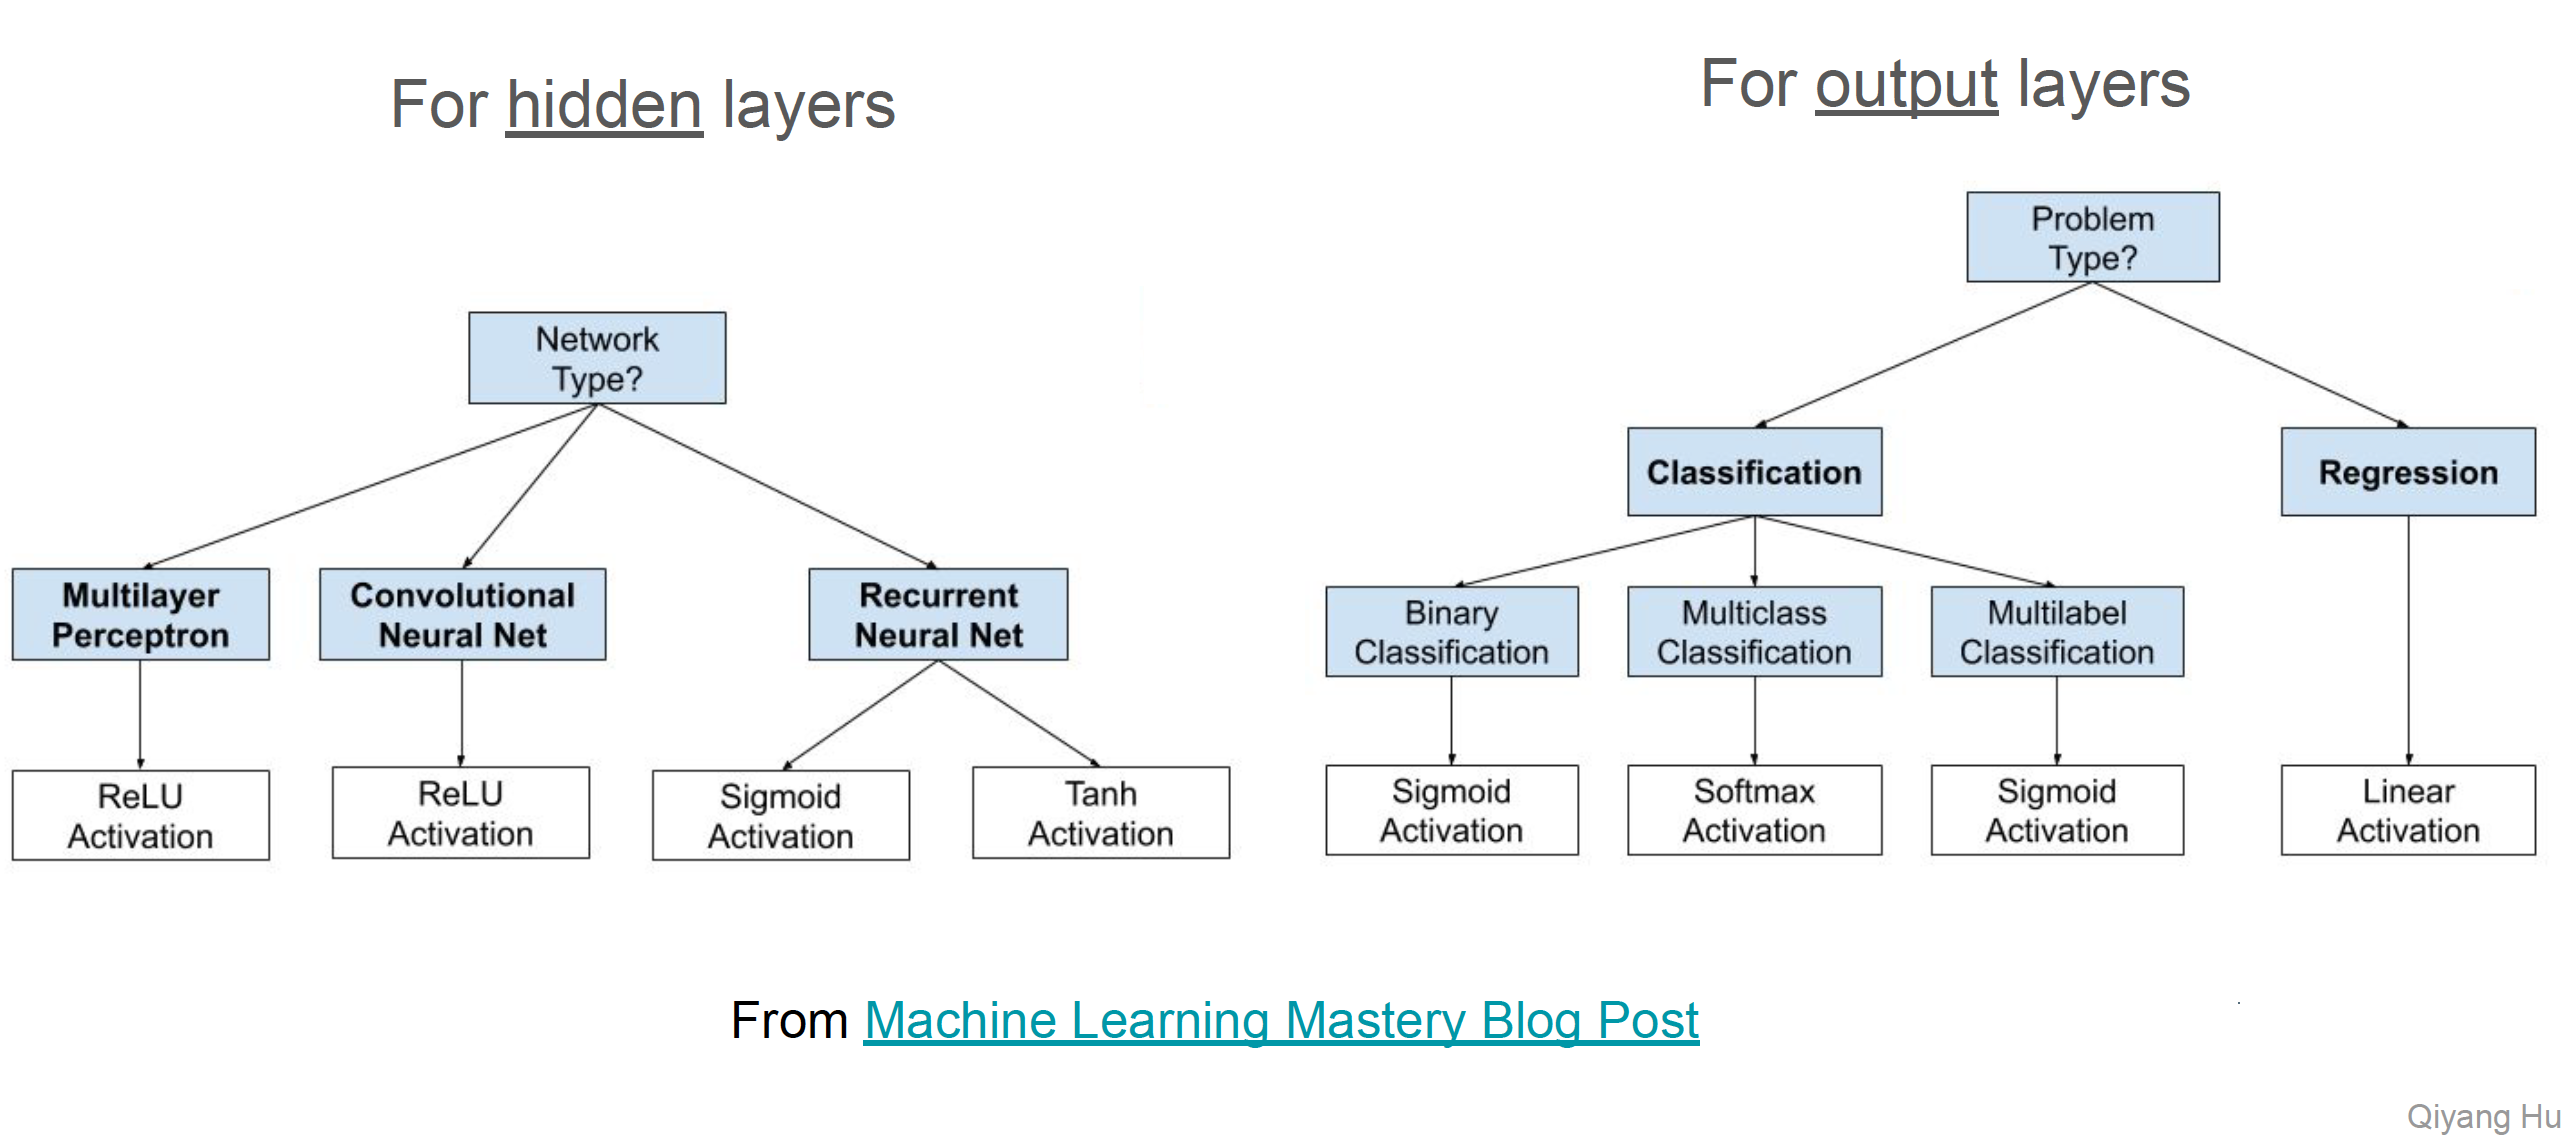 For hidden layers
Network
Type?
Multilayer
Perceptron
Convolutional
Neural Net
Recurrent
Neural Net
ReLU
Activation
ReLU
Activation
Sigmoid
Activation
Tanh
Activation
For output layers
Problem
Type?
Classification
Regression
Binary
Classification
Multiclass
Classification
Multilabel
Classification
Sigmoid
Activation
Softmax
Activation
Sigmoid
Activation
Linear
Activation
From Machine Learning Mastery Blog Post
Qiyang Hu